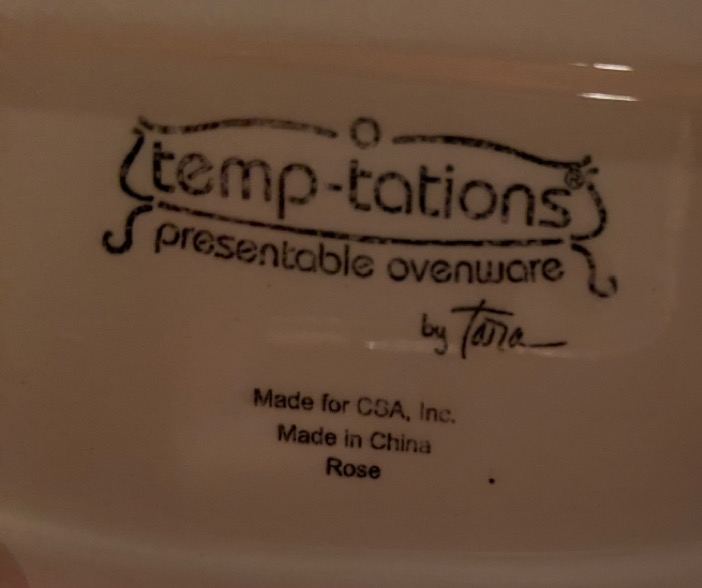 temp-tations®
presentable ovenware
by Tara
Made for CSA, Inc.
Made in China
Rose